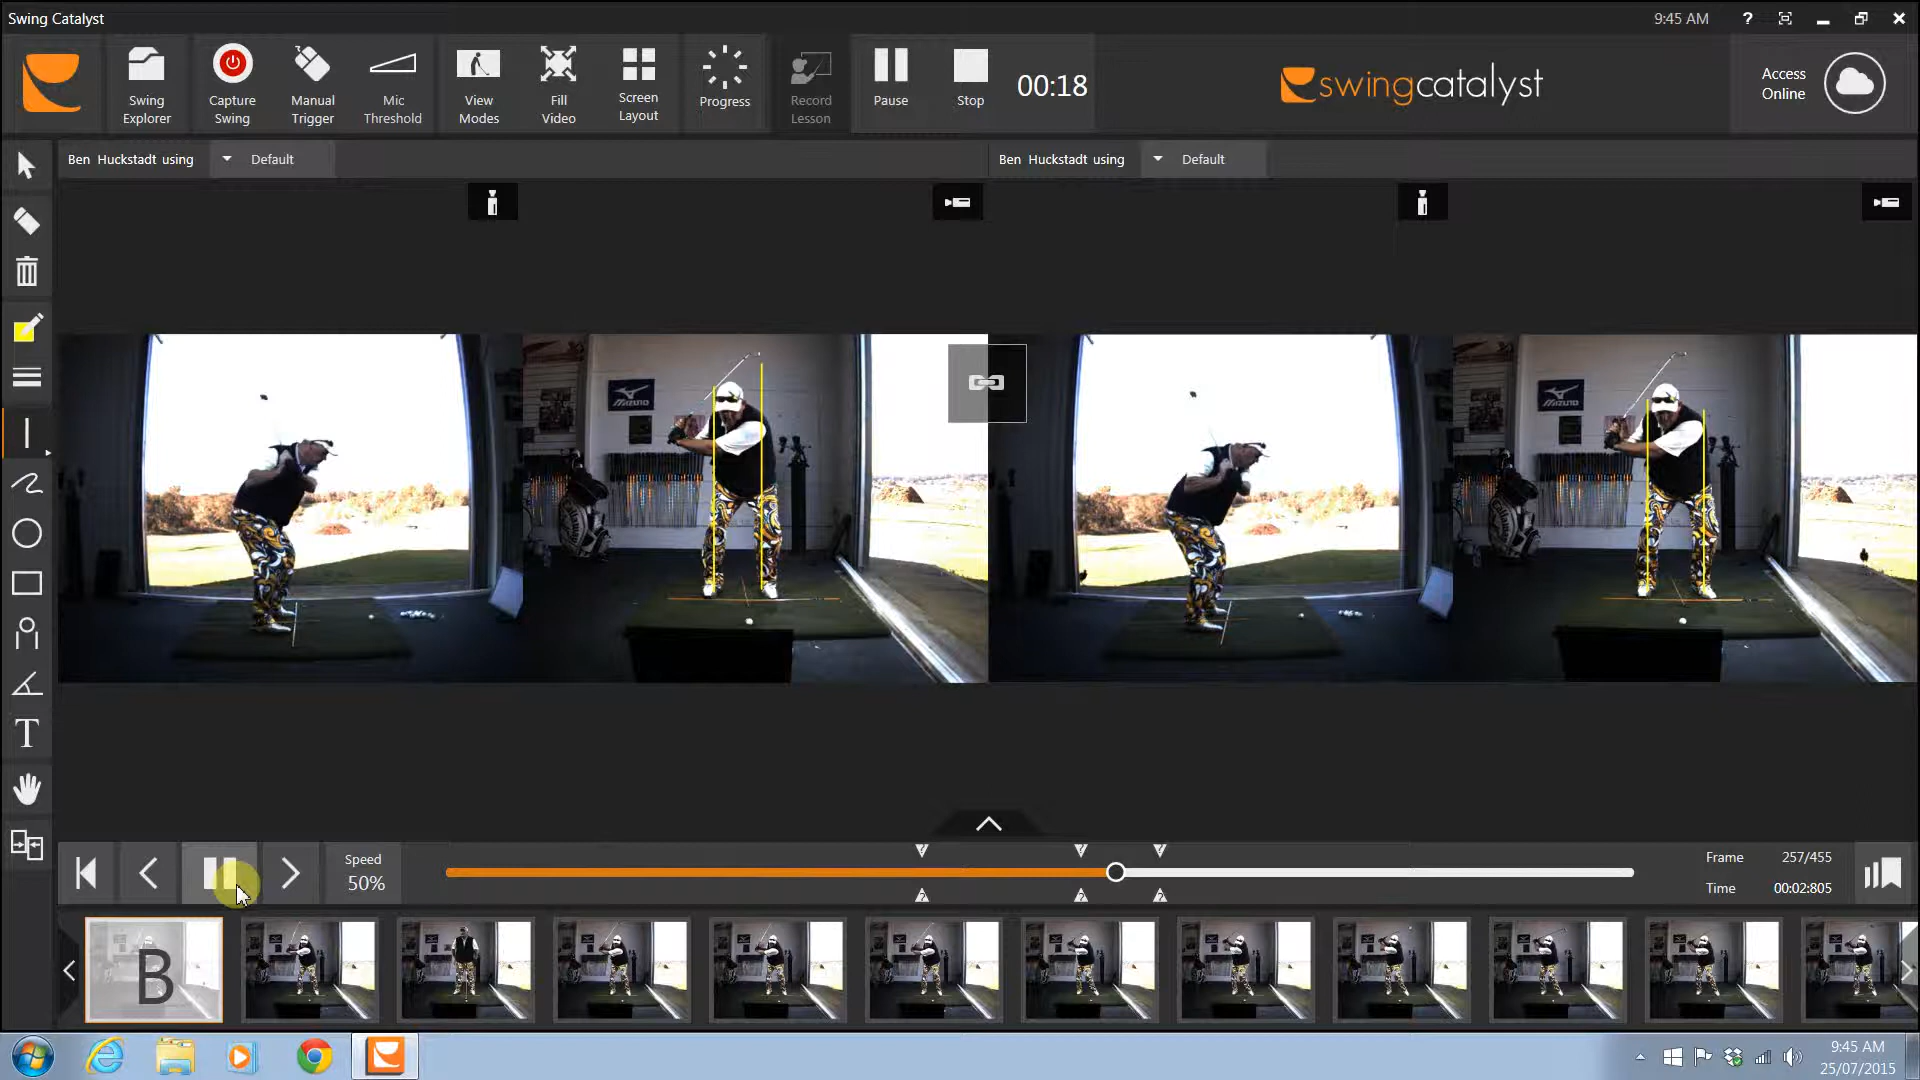 Swing Catalyst
9:45 AM
?
Swing
Explorer
Capture
Swing
Manual
Trigger
Mic
Threshold
View
Modes
Fill
Video
Screen
Layout
Progress
Record
Lesson
Pause
Stop
00:18
swingcatalyst
Access
Online
Ben Huckstadt using
Default
Ben Huckstadt using
Default
MIZUNO
MIZUNO
T
Speed
50%
Frame 257/455
Time 00:02:805
B
9:45 AM
25/07/2015